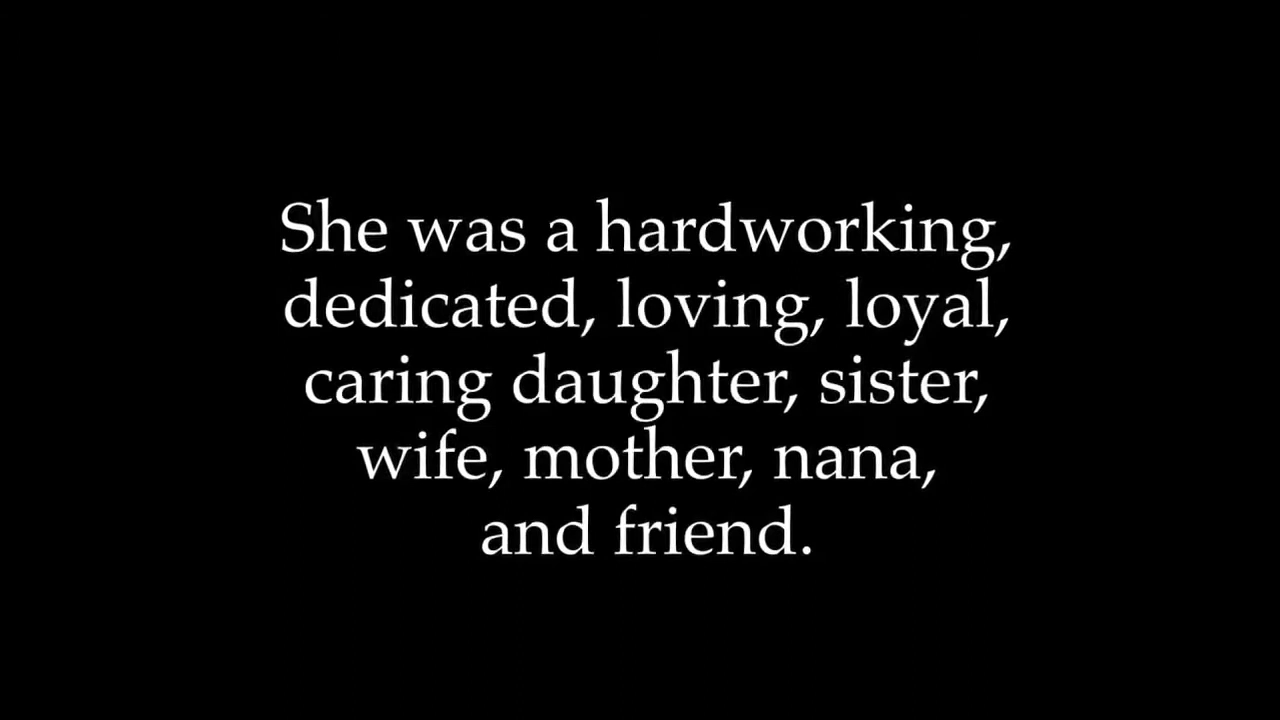 She was a hardworking,
dedicated, loving, loyal,
caring daughter, sister,
wife, mother, nana,
and friend.